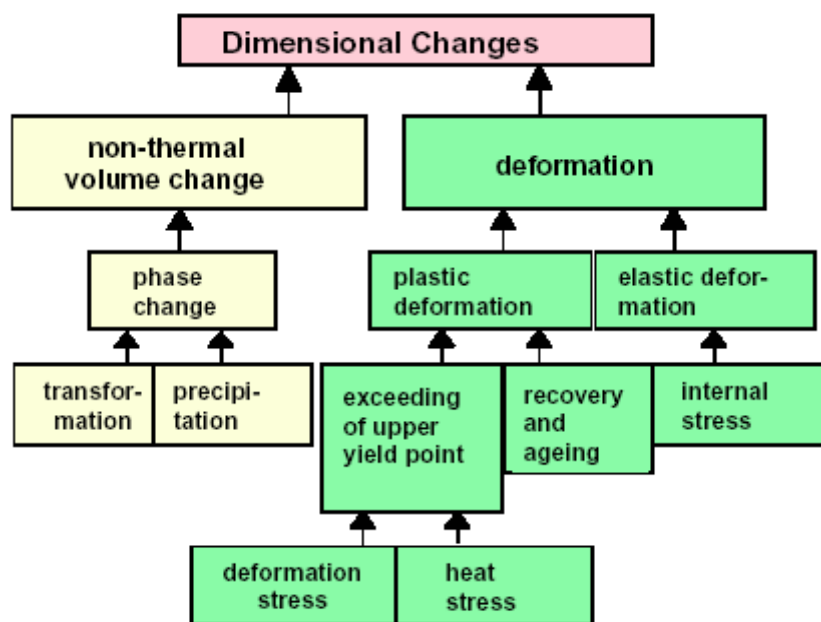 Dimensional Changes
non-thermal
volume change
deformation
phase
change
plastic
deformation
elastic defor-
mation
transfor-
mation
precipi-
tation
exceeding
of upper
yield point
recovery
and
ageing
internal
stress
deformation
stress
heat
stress